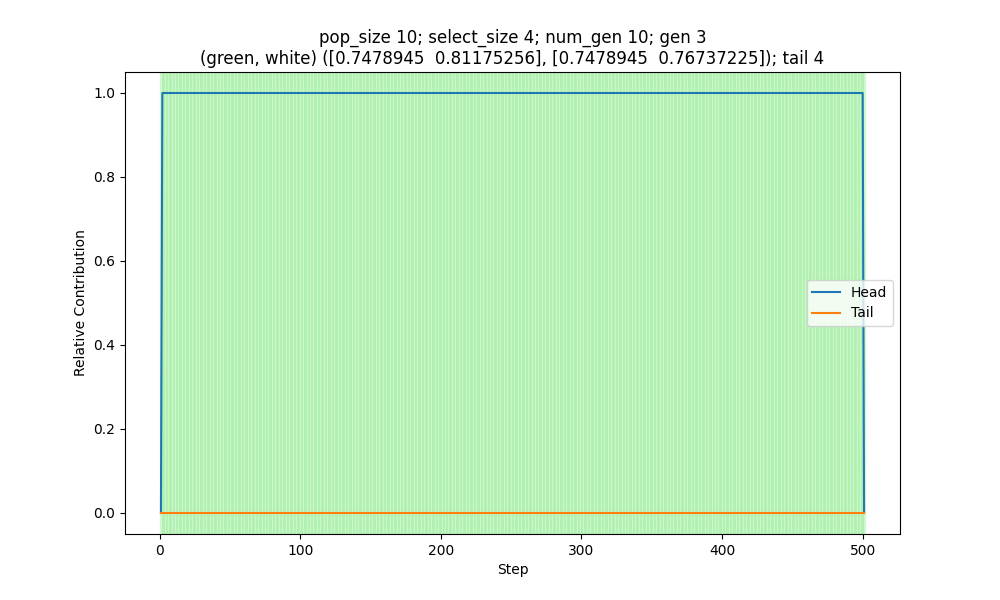 pop_size 10; select_size 4; num_gen 10; gen 3
(green, white) ([0.7478945  0.81175256], [0.7478945  0.76737225]); tail 4
1.0
0.8
0.6
0.4
0.2
0.0
Relative Contribution
Head
Tail
0 100 200 300 400 500
Step